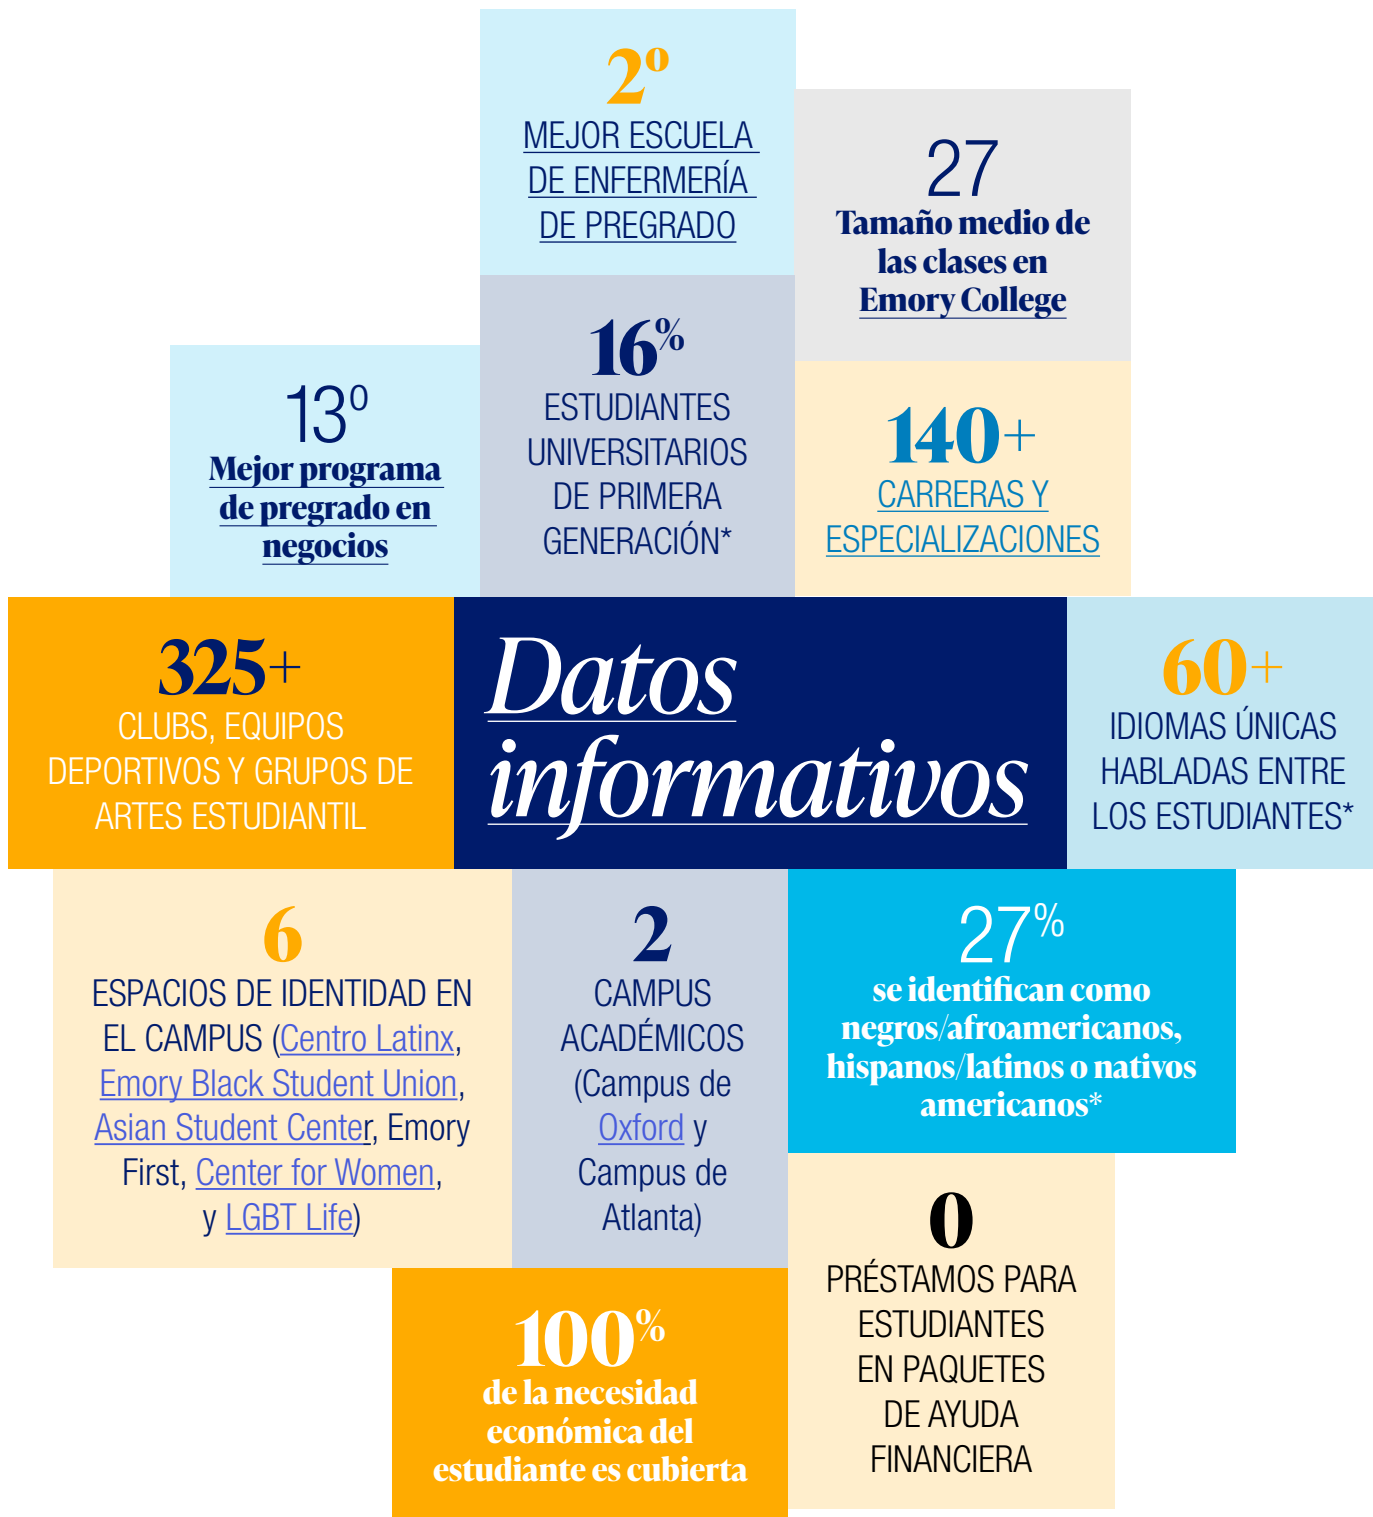 2º
MEJOR ESCUELA
DE ENFERMERÍA
DE PREGRADO
27
Tamaño medio de
las clases en
Emory College
16%
ESTUDIANTES
UNIVERSITARIOS
DE PRIMERA
GENERACIÓN*
13º
Mejor programa
de pregrado en
negocios
140+
CARRERAS Y
ESPECIALIZACIONES
325+
CLUBS, EQUIPOS
DEPORTIVOS Y GRUPOS DE
ARTES ESTUDIANTIL
Datos
informativos
60+
IDIOMAS ÚNICAS
HABLADAS ENTRE
LOS ESTUDIANTES*
6
ESPACIOS DE IDENTIDAD EN
EL CAMPUS (Centro Latinx,
Emory Black Student Union,
Asian Student Center, Emory
First, Center for Women,
y LGBT Life)
2
CAMPUS
ACADÉMICOS
(Campus de
Oxford y
Campus de
Atlanta)
27%
se identifican como
negros/afroamericanos,
hispanos/latinos o nativos
americanos*
0
PRÉSTAMOS PARA
ESTUDIANTES
EN PAQUETES
DE AYUDA
FINANCIERA
100%
de la necesidad
económica del
estudiante es cubierta